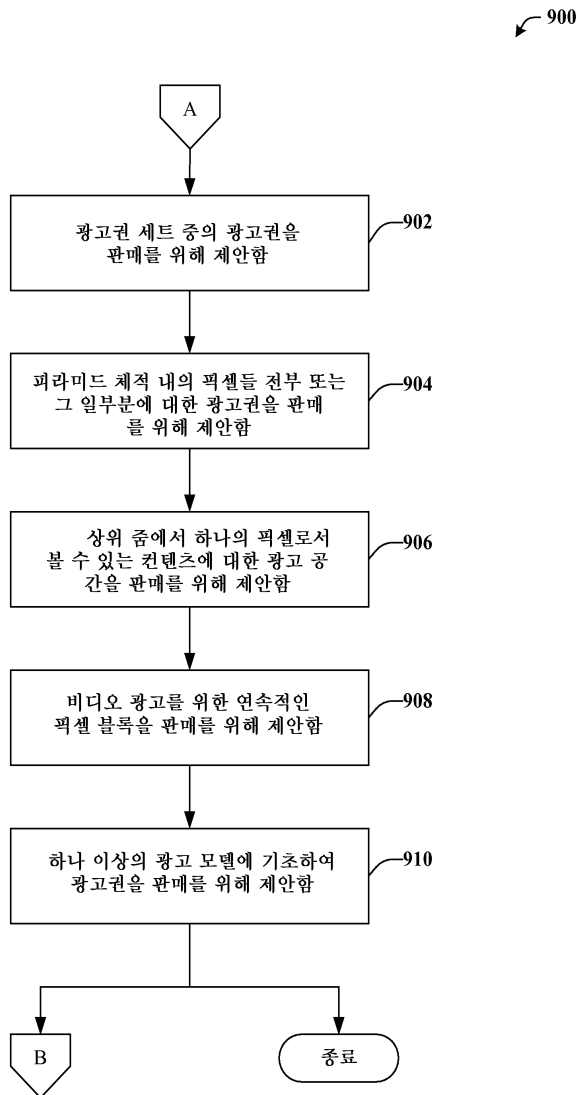 900
A
광고권 세트 중의 광고권을
판매를 위해 제안함
902
피라미드 체적 내의 픽셀들 전부 또는
그 일부분에 대한 광고권을 판매
를 위해 제안함
904
상위 줌에서 하나의 픽셀로서
볼 수 있는 컨텐츠에 대한 광고 공
간을 판매를 위해 제안함
906
비디오 광고를 위한 연속적인
픽셀 블록을 판매를 위해 제안함
908
하나 이상의 광고 모델에 기초하여
광고권을 판매를 위해 제안함
910
B
종료